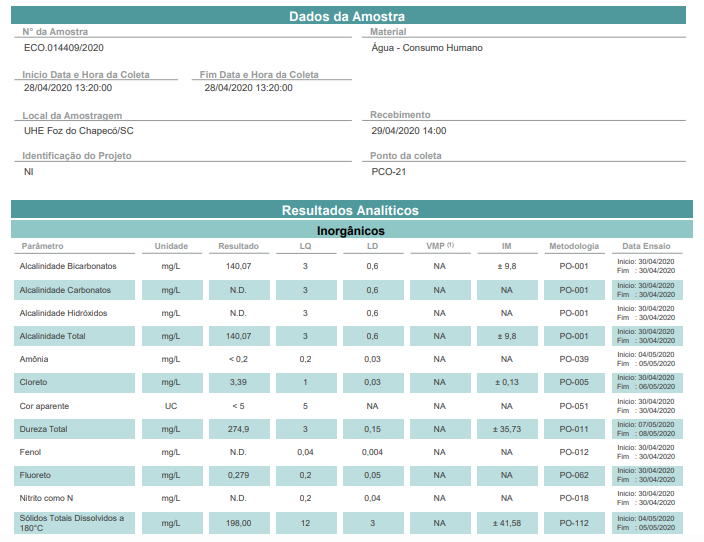 Dados da Amostra
N° da Amostra Material
ECO.014409/2020 Água - Consumo Humano
Início Data e Hora da Coleta Fim Data e Hora da Coleta
28/04/2020 13:20:00 28/04/2020 13:20:00
Local da Amostragem Recebimento
UHE Foz do Chapecó/SC 29/04/2020 14:00
Identificação do Projeto Ponto da coleta
NI PCO-21
Resultados Analíticos
Inorgânicos
Parâmetro Unidade Resultado LQ LD VMP (1) IM Metodologia Data Ensaio
Alcalinidade Bicarbonatos mg/L 140,07 3 0,6 NA ± 9,8 PO-001 Início: 30/04/2020
Fim : 30/04/2020
Alcalinidade Carbonatos mg/L N.D. 3 0,6 NA NA PO-001 Início: 30/04/2020
Fim : 30/04/2020
Alcalinidade Hidróxidos mg/L N.D. 3 0,6 NA NA PO-001 Início: 30/04/2020
Fim : 30/04/2020
Alcalinidade Total mg/L 140,07 3 0,6 NA ± 9,8 PO-001 Início: 30/04/2020
Fim : 30/04/2020
Amônia mg/L < 0,2 0,2 0,03 NA NA PO-039 Início: 04/05/2020
Fim : 05/05/2020
Cloreto mg/L 3,39 1 0,03 NA ± 0,13 PO-005 Início: 30/04/2020
Fim : 06/05/2020
Cor aparente UC < 5 5 NA NA NA PO-051 Início: 30/04/2020
Fim : 30/04/2020
Dureza Total mg/L 274,9 3 0,15 NA ± 35,73 PO-011 Início: 07/05/2020
Fim : 08/05/2020
Fenol mg/L N.D. 0,04 0,004 NA NA PO-012 Início: 30/04/2020
Fim : 30/04/2020
Fluoreto mg/L 0,279 0,2 0,05 NA NA PO-062 Início: 30/04/2020
Fim : 30/04/2020
Nitrito como N mg/L N.D. 0,2 0,04 NA NA PO-018 Início: 30/04/2020
Fim : 30/04/2020
Sólidos Totais Dissolvidos a
180°C mg/L 198,00 12 3 NA ± 41,58 PO-112 Início: 04/05/2020
Fim : 05/05/2020